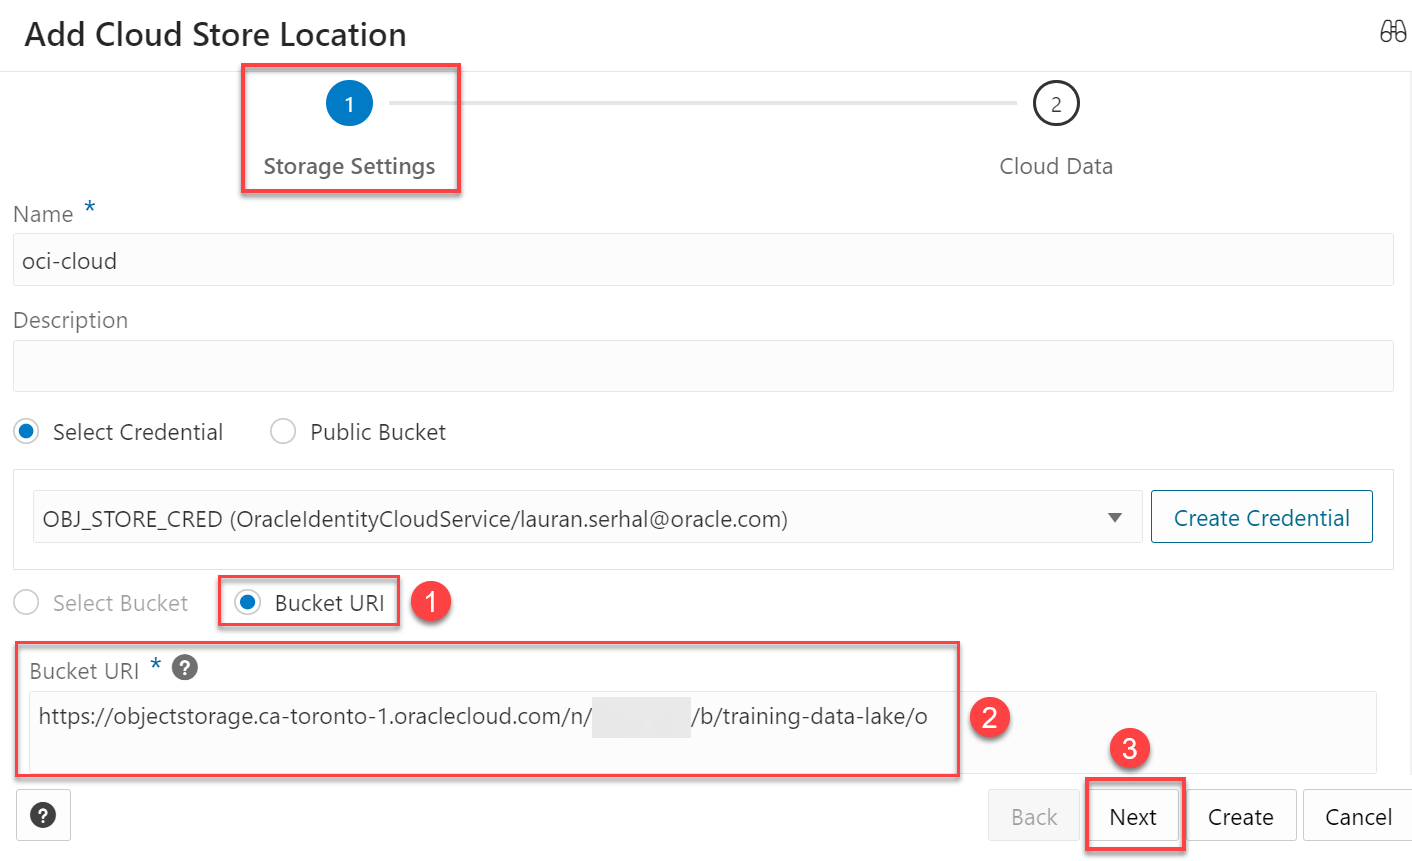 Add Cloud Store Location
1
2
Storage Settings
Cloud Data
Name *
oci-cloud
Description
Select Credential
Public Bucket
OBJ_STORE_CRED (OracleIdentityCloudService/lauran.serhal@oracle.com)
Create Credential
Select Bucket
Bucket URI
1
Bucket URI * ?
https://objectstorage.ca-toronto-1.oraclecloud.com/n/ /b/training-data-lake/o
2
3
?
Back
Next
Create
Cancel